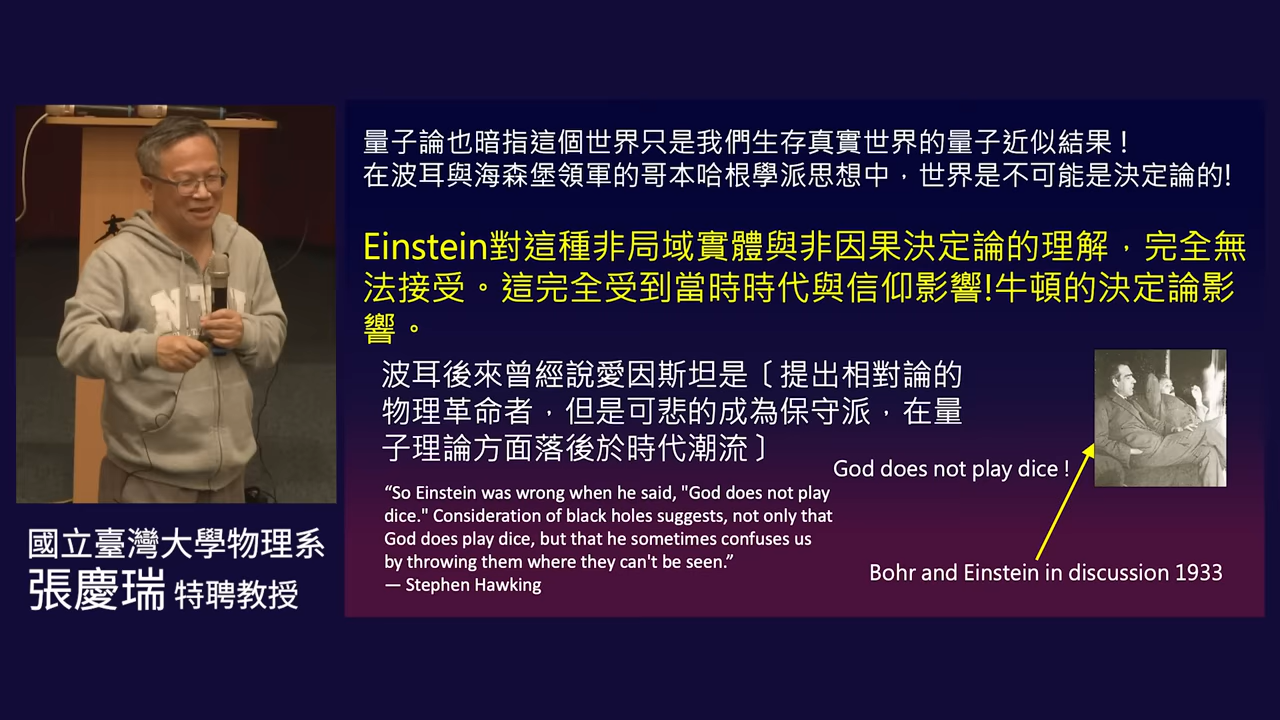 量子論也暗指這個世界只是我們生存真實世界的量子近似結果！
在波耳與海森堡領軍的哥本哈根學派思想中，世界是不可能是決定論的!
Einstein對這種非局域實體與非因果決定論的理解，完全無
法接受。這完全受到當時時代與信仰影響!牛頓的決定論影
響。
波耳後來曾經說愛因斯坦是〔提出相對論的
物理革命者，但是可悲的成為保守派，在量
子理論方面落後於時代潮流〕
God does not play dice !
“So Einstein was wrong when he said, "God does not play
dice." Consideration of black holes suggests, not only that
God does play dice, but that he sometimes confuses us
by throwing them where they can't be seen.”
— Stephen Hawking
Bohr and Einstein in discussion 1933
國立臺灣大學物理系
張慶瑞 特聘教授